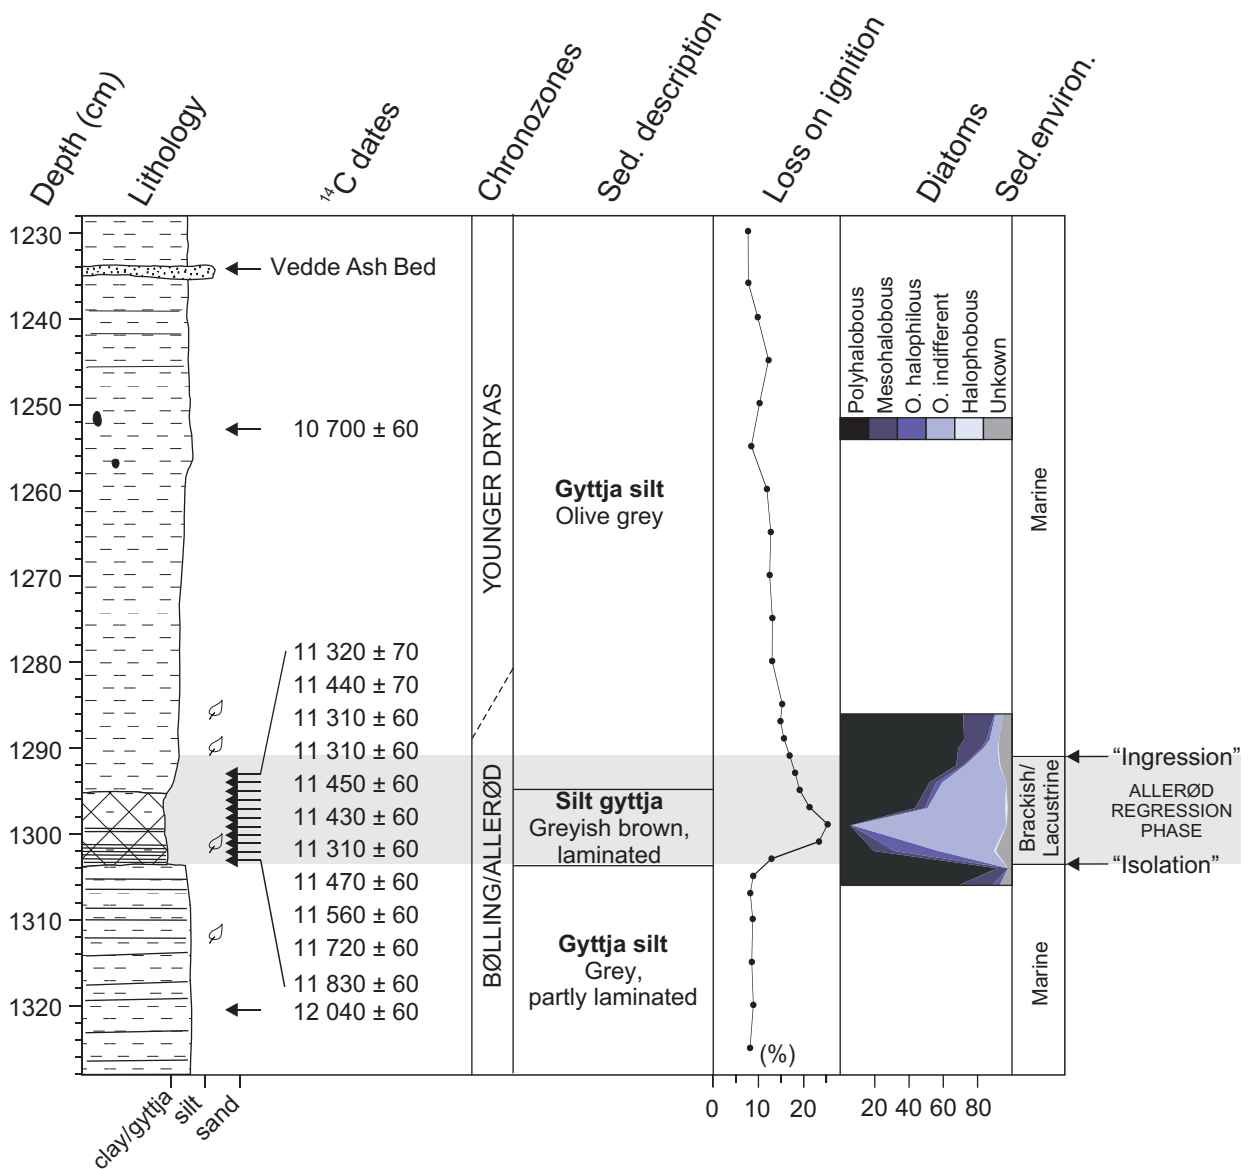 Depth (cm)
Lithology
¹⁴C dates
Chronozones
Sed. description
Loss on ignition
Diatoms
Sed.environ.
1230
1240
1250
1260
1270
1280
1290
1300
1310
1320
Vedde Ash Bed
10 700 ± 60
11 320 ± 70
11 440 ± 70
11 310 ± 60
11 310 ± 60
11 450 ± 60
11 430 ± 60
11 310 ± 60
11 470 ± 60
11 560 ± 60
11 720 ± 60
11 830 ± 60
12 040 ± 60
YOUNGER DRYAS
BØLLING/ALLERØD
Gyttja silt
Olive grey
Silt gyttja
Greyish brown,
laminated
Gyttja silt
Grey,
partly laminated
Polyhalobous
Mesohalobous
O. halophilous
O. indifferent
Halophobous
Unkown
Marine
Brackish/
Lacustrine
Marine
"Ingression"
ALLERØD
REGRESSION
PHASE
"Isolation"
clay/gyttja
silt
sand
(%)
0 10 20
20 40 60 80